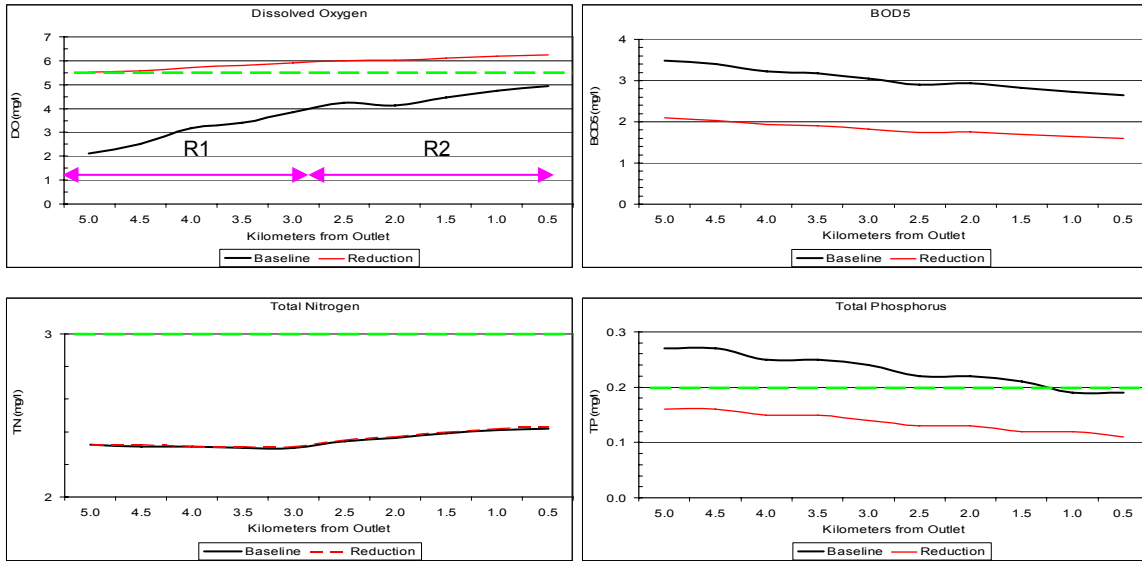 Dissolved Oxygen
7
6
5
4
3
2
1
0
DO(mg/l)
R1
R2
5.0 4.5 4.0 3.5 3.0 2.5 2.0 1.5 1.0 0.5
Kilometers from Outlet
Baseline Reduction
BOD5
4
3
2
1
0
BOD5(mg/l)
5.0 4.5 4.0 3.5 3.0 2.5 2.0 1.5 1.0 0.5
Kilometers from Outlet
Baseline Reduction
Total Nitrogen
3
2
TN(mg/l)
5.0 4.5 4.0 3.5 3.0 2.5 2.0 1.5 1.0 0.5
Kilometers from Outlet
Baseline Reduction
Total Phosphorus
0.3
0.2
0.1
0.0
TP(mg/l)
5.0 4.5 4.0 3.5 3.0 2.5 2.0 1.5 1.0 0.5
Kilometers from Outlet
Baseline Reduction